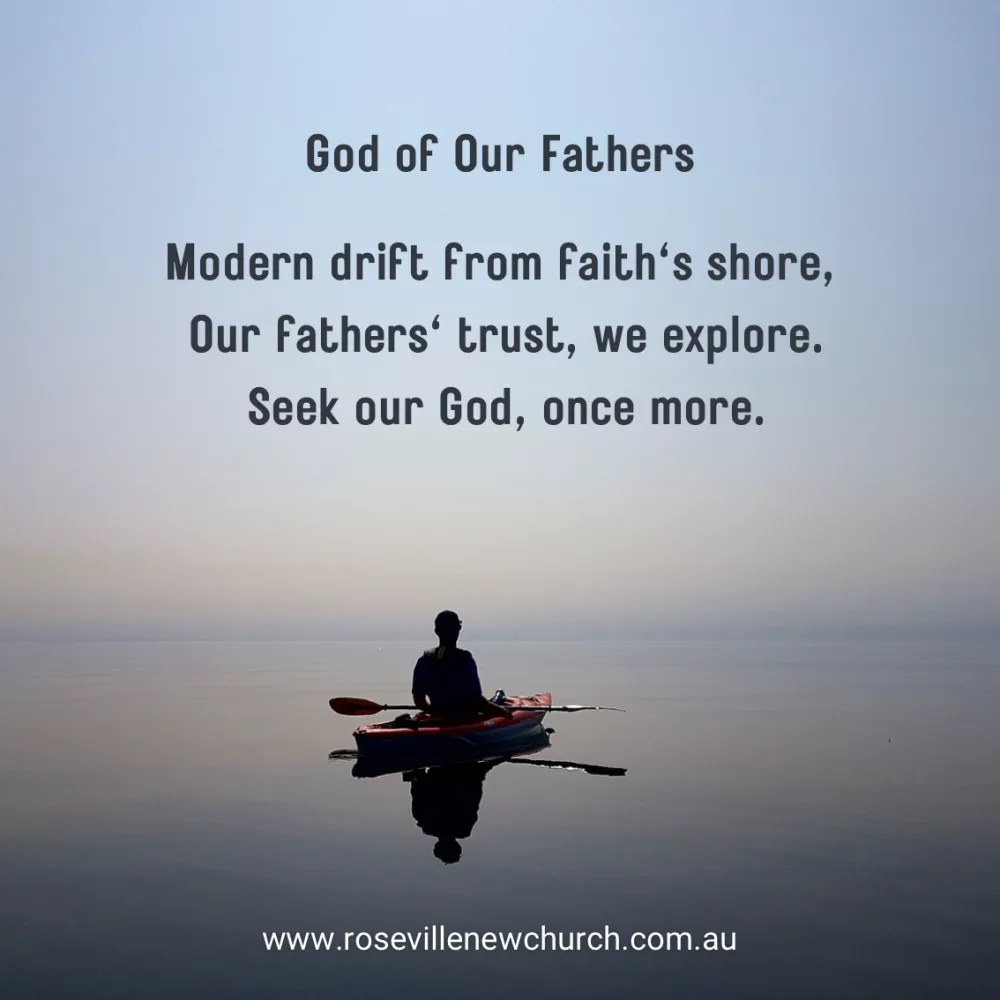 God of Our Fathers
Modern drift from faith‘s shore,
Our fathers‘ trust, we explore.
Seek our God, once more.
www.rosevillenewchurch.com.au